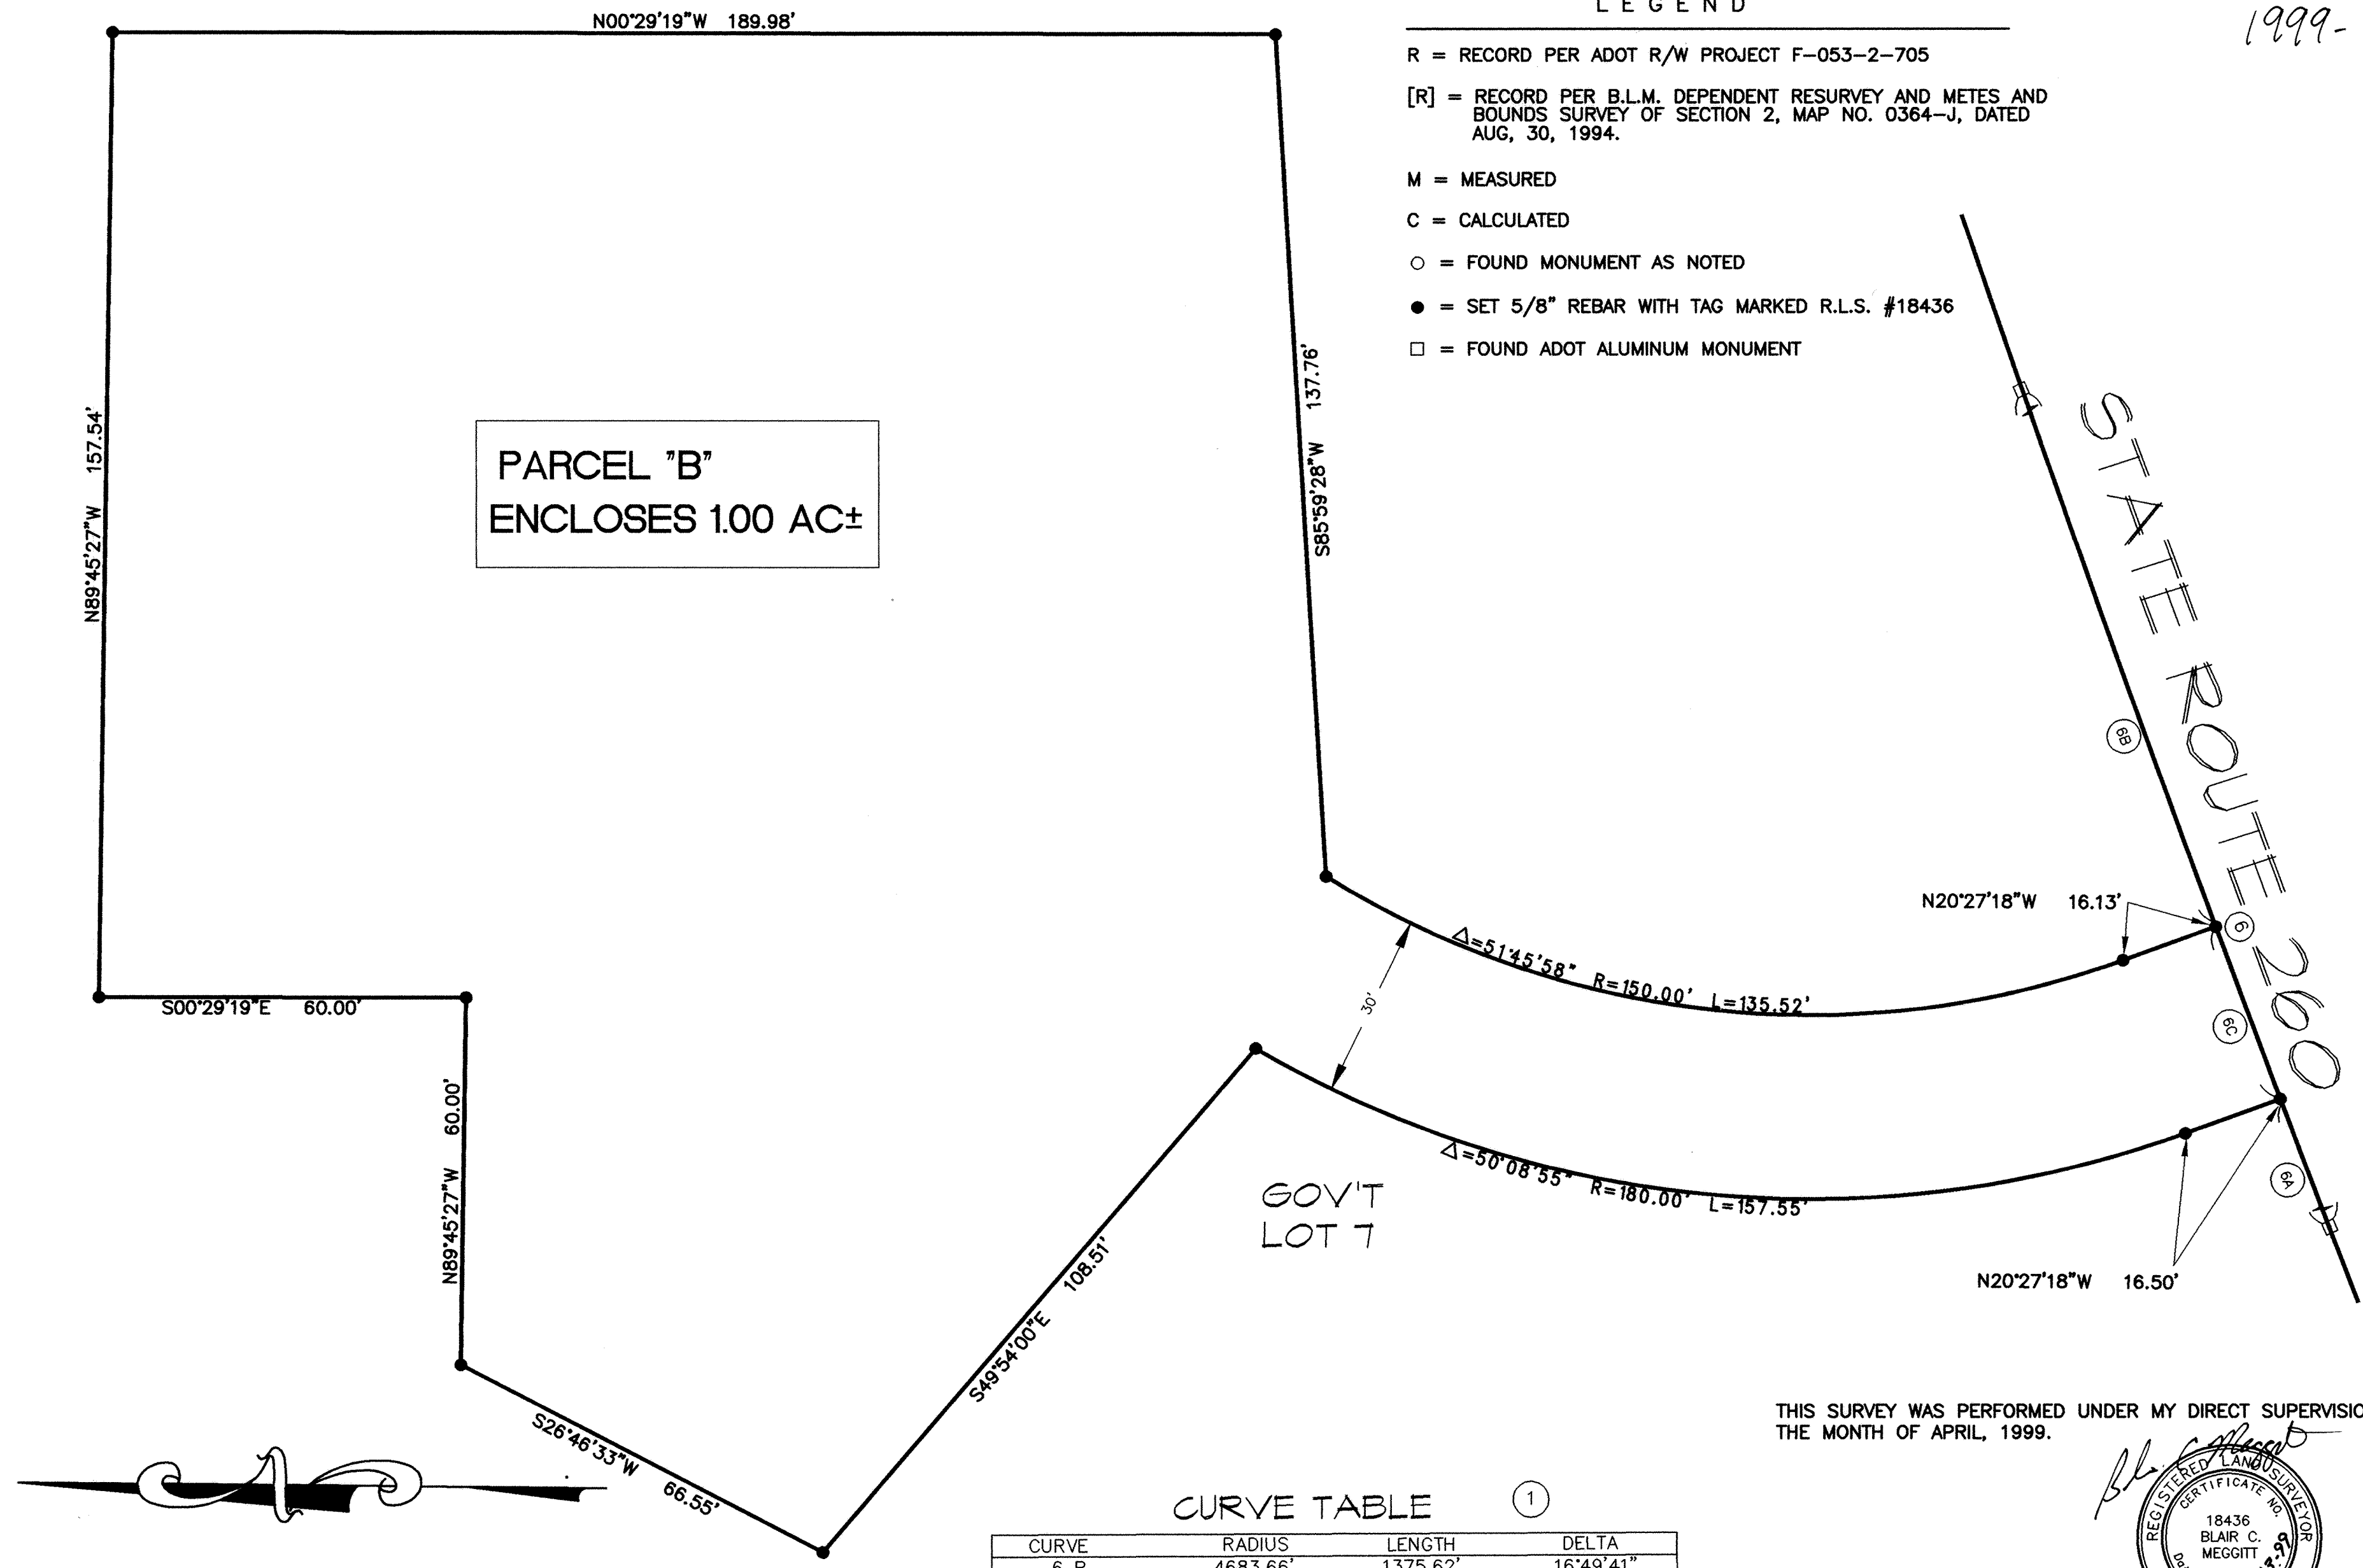 N00°29'19"W 189.98'
LEGEND
1999-
R = RECORD PER ADOT R/W PROJECT F-053-2-705
[R] = RECORD PER B.L.M. DEPENDENT RESURVEY AND METES AND
BOUNDS SURVEY OF SECTION 2, MAP NO. 0364-J, DATED
AUG, 30, 1994.
M = MEASURED
C = CALCULATED
○ = FOUND MONUMENT AS NOTED
● = SET 5/8" REBAR WITH TAG MARKED R.L.S. #18436
□ = FOUND ADOT ALUMINUM MONUMENT
N89°45'27"W 157.54'
PARCEL "B"
ENCLOSES 1.00 AC±
S85°59'28"W 137.76'
STATE ROUTE 260
6B
N20°27'18"W 16.13'
6
Δ=51°45'58" R=150.00' L=135.52'
30'
6C
S00°29'19"E 60.00'
N89°45'27"W 60.00'
Δ=50°08'55" R=180.00' L=157.55'
6A
GOV'T
LOT 7
S49°54'00"E 108.51'
N20°27'18"W 16.50'
S26°46'33"W 66.55'
THIS SURVEY WAS PERFORMED UNDER MY DIRECT SUPERVISIO
THE MONTH OF APRIL, 1999.
REGISTERED LAND SURVEYOR
CERTIFICATE NO.
18436
BLAIR C.
MEGGITT
CURVE TABLE 1
CURVE RADIUS LENGTH DELTA
4683.66' 1375.62' 16°49'41"